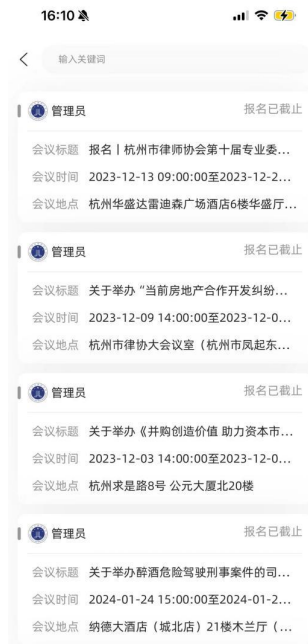 16:10
输入关键词
管理员 报名已截止
会议标题 报名丨杭州市律师协会第十届专业委...
会议时间 2023-12-13 09:00:00至2023-12-2...
会议地点 杭州华盛达雷迪森广场酒店6楼华盛厅...
管理员 报名已截止
会议标题 关于举办“当前房地产合作开发纠纷...
会议时间 2023-12-09 14:00:00至2023-12-0...
会议地点 杭州市律协大会议室（杭州市凤起东...
管理员 报名已截止
会议标题 关于举办《并购创造价值 助力资本市...
会议时间 2023-12-03 14:00:00至2023-12-0...
会议地点 杭州求是路8号 公元大厦北20楼
管理员 报名已截止
会议标题 关于举办醉酒危险驾驶刑事案件的司...
会议时间 2024-01-24 15:00:00至2024-01-2...
会议地点 纳德大酒店（城北店）21楼木兰厅（...